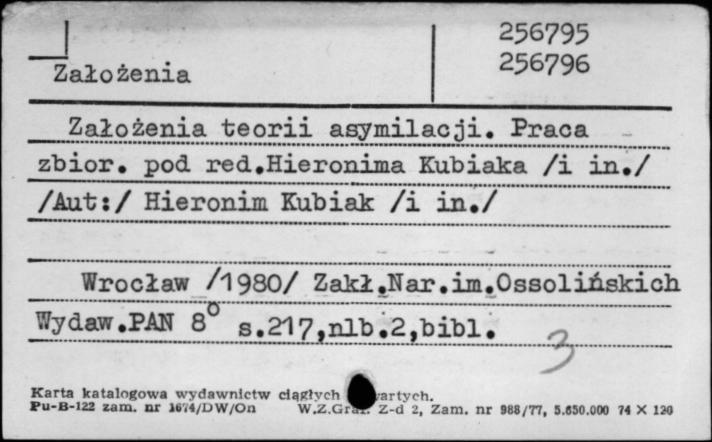 256795
256796
Założenia
Założenia teorii asymilacji. Praca
zbior. pod red.Hieronima Kubiaka /i in./
/Aut:/ Hieronim Kubiak /i in./
Wrocław /1980/ Zakł.Nar.im.Ossolińskich
Wydaw.PAN 8° s.217,nlb.2,bibl.
3
Karta katalogowa wydawnictw ciągłych
Pu-B-122 zam. nr 1674/DW/On W.Z.Graf. Z-d 2, Zam. nr 988/77, 5.650.000 74 X 120